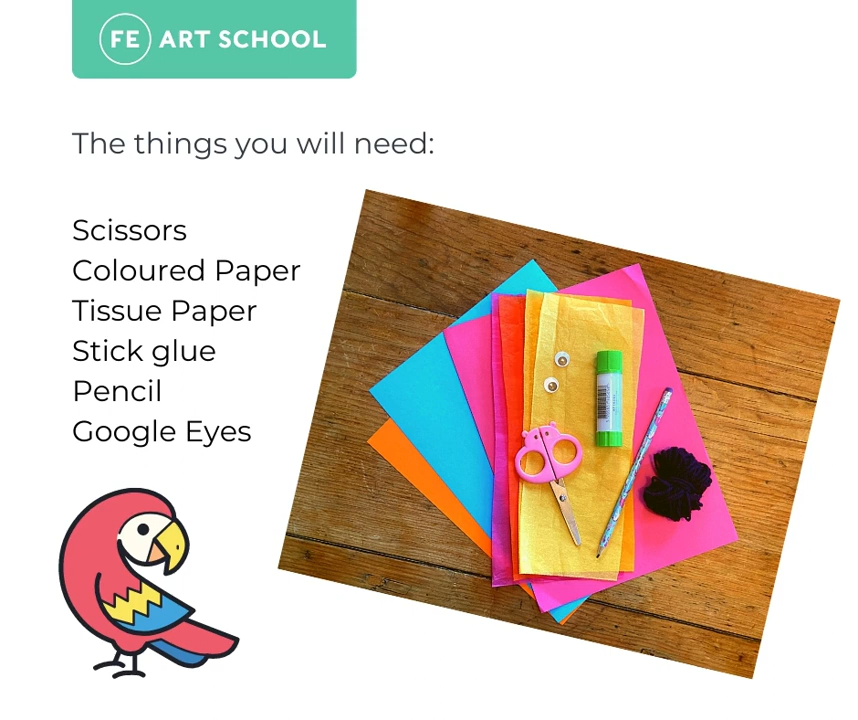 FE ART SCHOOL
The things you will need:
Scissors
Coloured Paper
Tissue Paper
Stick glue
Pencil
Google Eyes